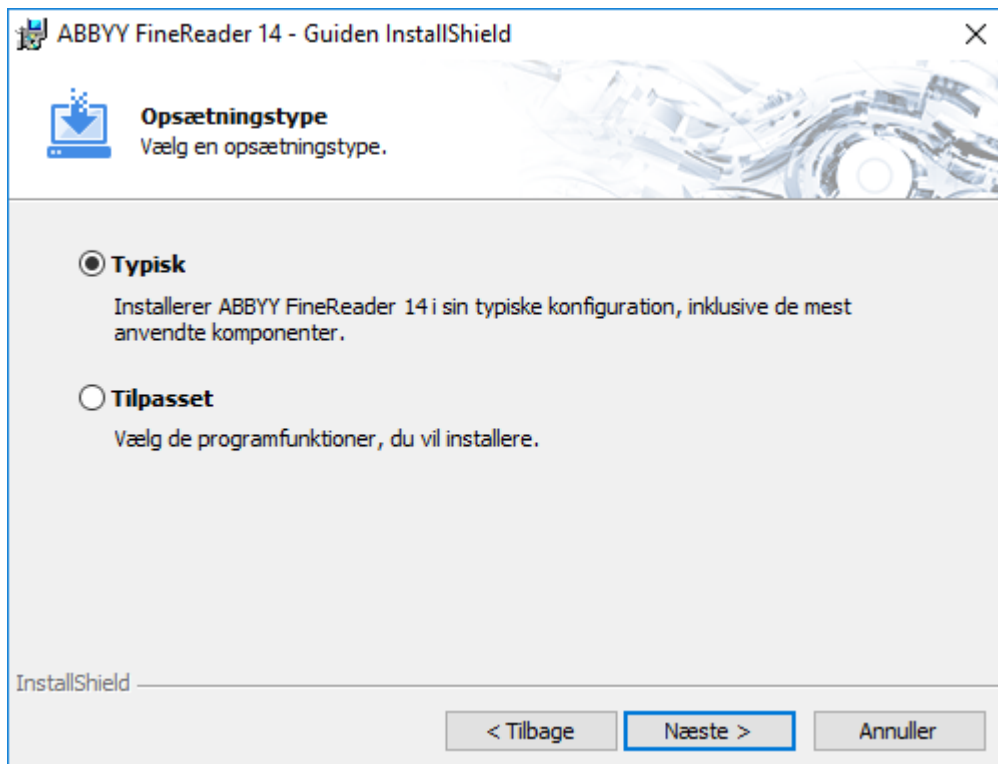 ABBYY FineReader 14 - Guiden InstallShield
Opsætningstype
Vælg en opsætningstype.
Typisk
Installerer ABBYY FineReader 14 i sin typiske konfiguration, inklusive de mest
anvendte komponenter.
Tilpasset
Vælg de programfunktioner, du vil installere.
InstallShield
< Tilbage
Næste >
Annuller